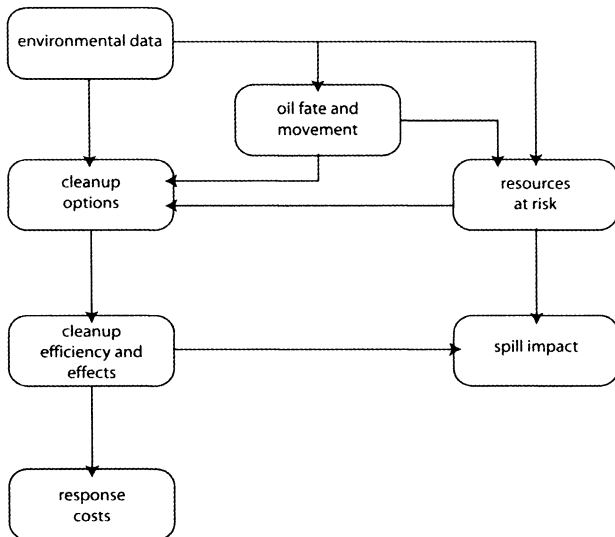 environmental data
oil fate and
movement
cleanup
options
resources
at risk
cleanup
efficiency and
effects
spill impact
response
costs